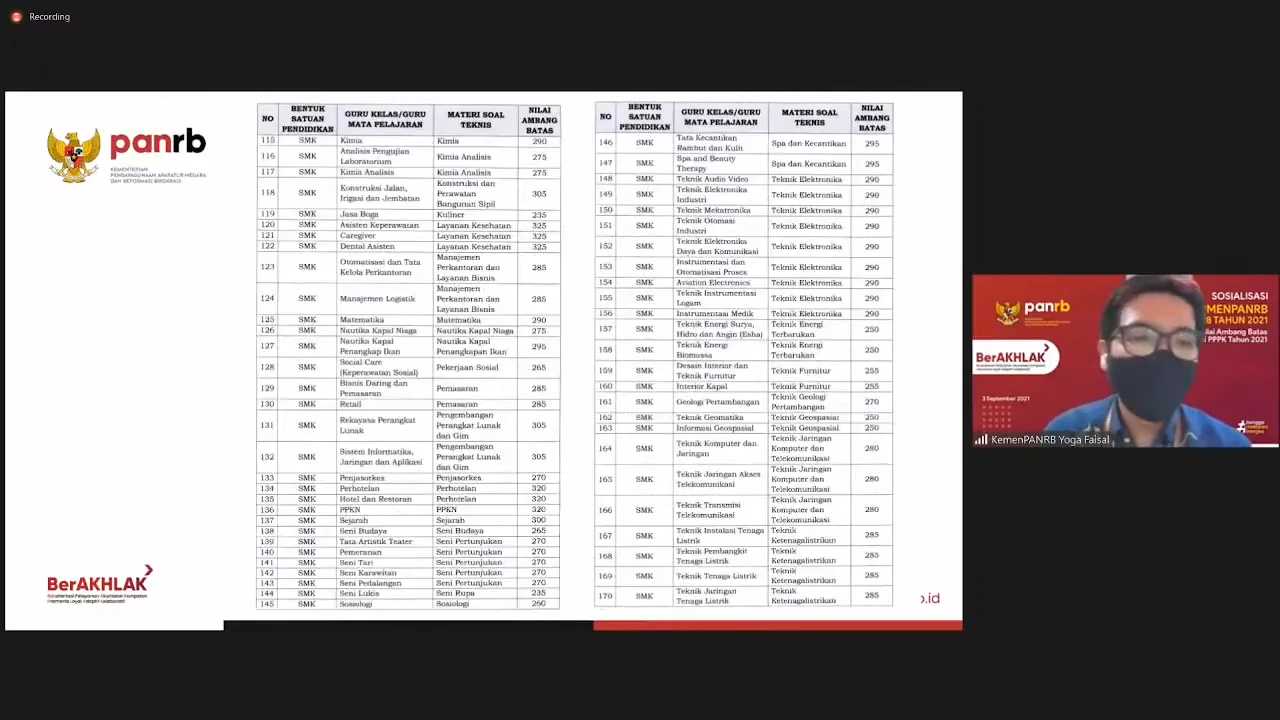 Recording
panrb
KEMENTERIAN
PENDAYAGUNAAN APARATUR NEGARA
DAN REFORMASI BIROKRASI
NO BENTUK SATUAN PENDIDIKAN GURU KELAS/GURU MATA PELAJARAN MATERI SOAL TEKNIS NILAI AMBANG BATAS
115 SMK Kimia Kimia 290
116 SMK Analisis Pengujian Laboratorium Kimia Analisis 275
117 SMK Kimia Analisis Kimia Analisis 275
118 SMK Konstruksi Jalan, Irigasi dan Jembatan Konstruksi dan Perawatan Bangunan Sipil 305
119 SMK Jasa Boga Kuliner 235
120 SMK Asisten Keperawatan Layanan Kesehatan 325
121 SMK Caregiver Layanan Kesehatan 325
122 SMK Dental Asisten Layanan Kesehatan 325
123 SMK Otomatisasi dan Tata Kelola Perkantoran Manajemen Perkantoran dan Layanan Bisnis 285
124 SMK Manajemen Logistik Manajemen Perkantoran dan Layanan Bisnis 285
125 SMK Matematika Matematika 290
126 SMK Nautika Kapal Niaga Nautika Kapal Niaga 275
127 SMK Nautika Kapal Penangkap Ikan Nautika Kapal Penangkapan Ikan 295
128 SMK Social Care (Keperawatan Sosial) Pekerjaan Sosial 265
129 SMK Bisnis Daring dan Pemasaran Pemasaran 285
130 SMK Retail Pemasaran 285
131 SMK Rekayasa Perangkat Lunak Pengembangan Perangkat Lunak dan Gim 305
132 SMK Sistem Informatika, Jaringan dan Aplikasi Pengembangan Perangkat Lunak dan Gim 305
133 SMK Penjasorkes Penjasorkes 270
134 SMK Perhotelan Perhotelan 320
135 SMK Hotel dan Restoran Perhotelan 320
136 SMK PPKN PPKN 320
137 SMK Sejarah Sejarah 300
138 SMK Seni Budaya Seni Budaya 265
139 SMK Tata Artistik Teater Seni Pertunjukan 270
140 SMK Pemeranan Seni Pertunjukan 270
141 SMK Seni Tari Seni Pertunjukan 270
142 SMK Seni Karawitan Seni Pertunjukan 270
143 SMK Seni Pedalangan Seni Pertunjukan 270
144 SMK Seni Lukis Seni Rupa 235
145 SMK Sosiologi Sosiologi 260
NO BENTUK SATUAN PENDIDIKAN GURU KELAS/GURU MATA PELAJARAN MATERI SOAL TEKNIS NILAI AMBANG BATAS
146 SMK Tata Kecantikan Rambut dan Kulit Spa dan Kecantikan 295
147 SMK Spa and Beauty Therapy Spa dan Kecantikan 295
148 SMK Teknik Audio Video Teknik Elektronika 290
149 SMK Teknik Elektronika Industri Teknik Elektronika 290
150 SMK Teknik Mekatronika Teknik Elektronika 290
151 SMK Teknik Otomasi Industri Teknik Elektronika 290
152 SMK Teknik Elektronika Daya dan Komunikasi Teknik Elektronika 290
153 SMK Instrumentasi dan Otomatisasi Proses Teknik Elektronika 290
154 SMK Aviation Electronics Teknik Elektronika 290
155 SMK Teknik Instrumentasi Logam Teknik Elektronika 290
156 SMK Instrumentasi Medik Teknik Elektronika 290
157 SMK Teknik Energi Surya, Hidro dan Angin (Esha) Teknik Energi Terbarukan 250
158 SMK Teknik Energi Biomassa Teknik Energi Terbarukan 250
159 SMK Desain Interior dan Teknik Furnitur Teknik Furnitur 255
160 SMK Interior Kapal Teknik Furnitur 255
161 SMK Geologi Pertambangan Teknik Geologi Pertambangan 270
162 SMK Teknik Geomatika Teknik Geospasial 250
163 SMK Informasi Geospasial Teknik Geospasial 250
164 SMK Teknik Komputer dan Jaringan Teknik Jaringan Komputer dan Telekomunikasi 280
165 SMK Teknik Jaringan Akses Telekomunikasi Teknik Jaringan Komputer dan Telekomunikasi 280
166 SMK Teknik Transmisi Telekomunikasi Teknik Jaringan Komputer dan Telekomunikasi 280
167 SMK Teknik Instalasi Tenaga Listrik Teknik Ketenagalistrikan 285
168 SMK Teknik Pembangkit Tenaga Listrik Teknik Ketenagalistrikan 285
169 SMK Teknik Tenaga Listrik Teknik Ketenagalistrikan 285
170 SMK Teknik Jaringan Tenaga Listrik Teknik Ketenagalistrikan 285
BerAKHLAK
Berorientasi Pelayanan Akuntabel Kompeten
Harmonis Loyal Adaptif Kolaboratif
o.id
panrb
SOSIALISASI
MENPANRB
8 TAHUN 2021
ilai Ambang Batas
i PPPK Tahun 2021
BerAKHLAK
3 September 2021
#bangga
KemenPANRB Yoga Faisal